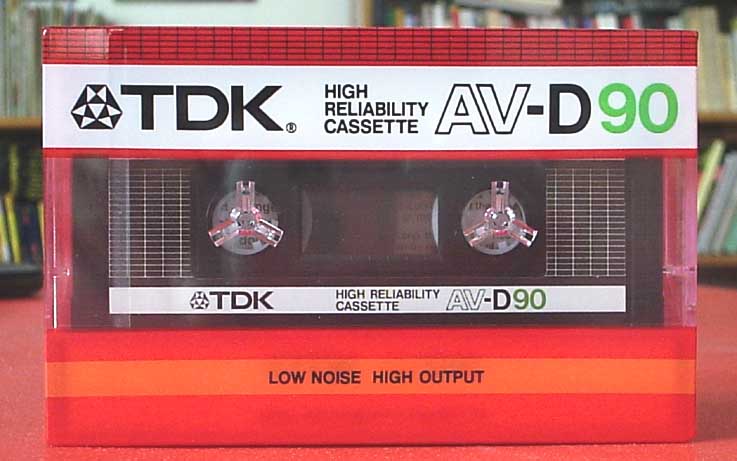 TDK® HIGH RELIABILITY CASSETTE AV-D90
TDK HIGH RELIABILITY CASSETTE AV-D90
LOW NOISE HIGH OUTPUT